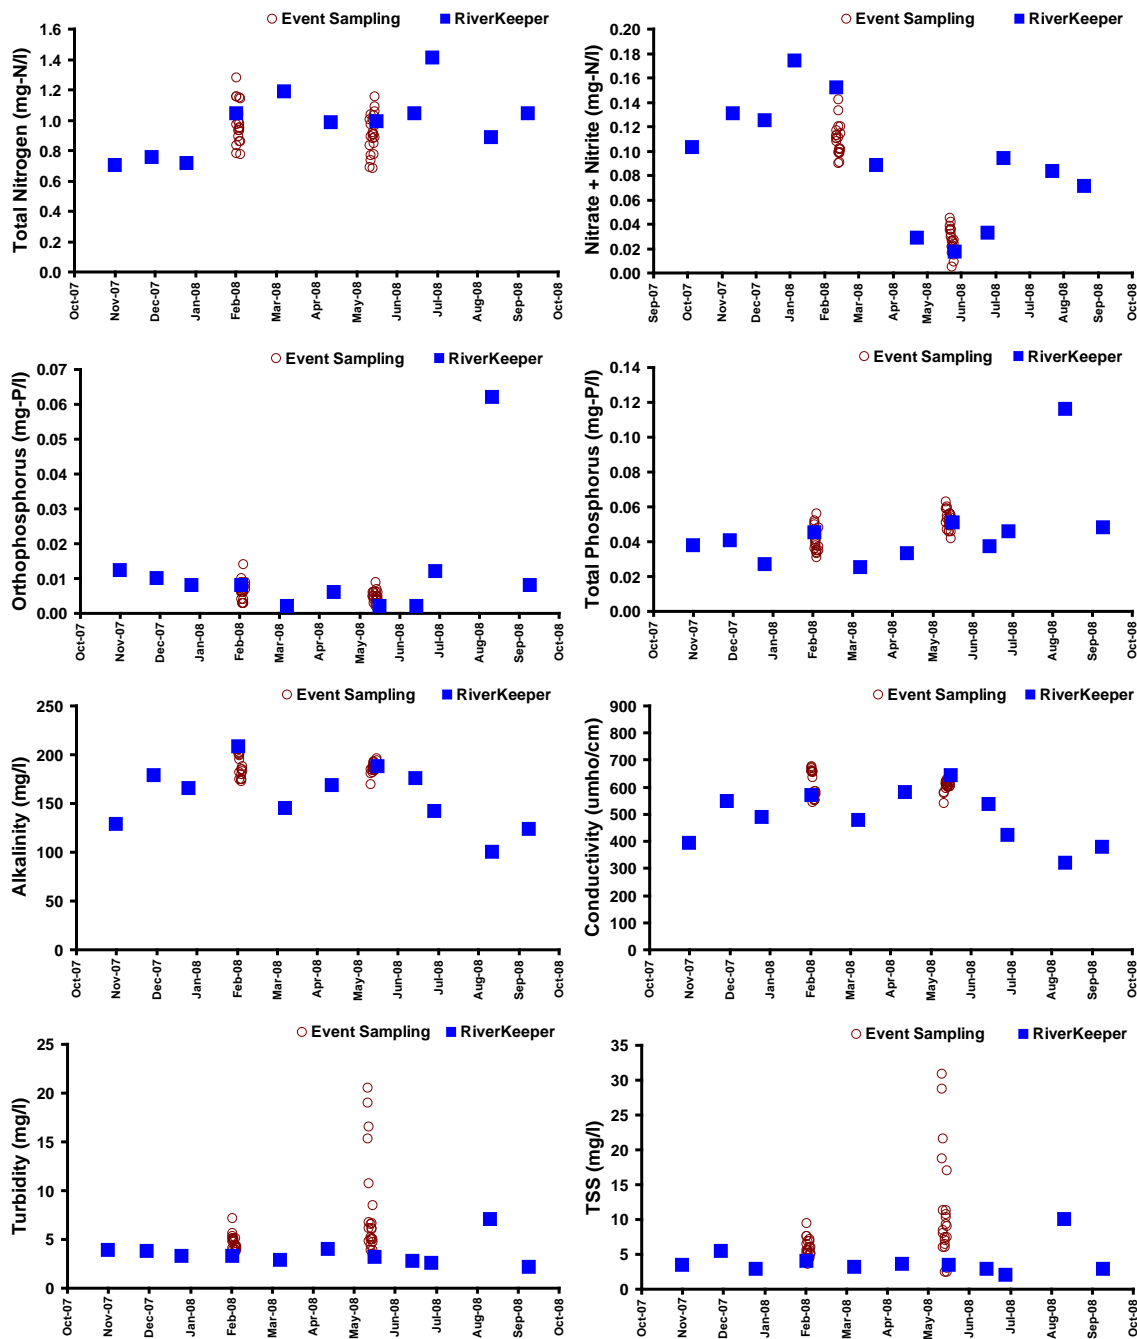 Event Sampling RiverKeeper
Total Nitrogen (mg-N/l)
1.6
1.4
1.2
1.0
0.8
0.6
0.4
0.2
0.0
Oct-07 Nov-07 Dec-07 Jan-08 Feb-08 Mar-08 Apr-08 May-08 Jun-08 Jul-08 Aug-08 Sep-08 Oct-08
Event Sampling RiverKeeper
Nitrate + Nitrite (mg-N/l)
0.20
0.18
0.16
0.14
0.12
0.10
0.08
0.06
0.04
0.02
0.00
Sep-07 Oct-07 Nov-07 Dec-07 Jan-08 Feb-08 Mar-08 Apr-08 May-08 Jun-08 Jul-08 Aug-08 Sep-08 Oct-08
Event Sampling RiverKeeper
Orthophosphorus (mg-P/l)
0.07
0.06
0.05
0.04
0.03
0.02
0.01
0.00
Oct-07 Nov-07 Dec-07 Jan-08 Feb-08 Mar-08 Apr-08 May-08 Jun-08 Jul-08 Aug-08 Sep-08 Oct-08
Event Sampling RiverKeeper
Total Phosphorus (mg-P/l)
0.14
0.12
0.10
0.08
0.06
0.04
0.02
0.00
Oct-07 Nov-07 Dec-07 Jan-08 Feb-08 Mar-08 Apr-08 May-08 Jun-08 Jul-08 Aug-08 Sep-08 Oct-08
Event Sampling RiverKeeper
Alkalinity (mg/l)
250
200
150
100
50
0
Oct-07 Nov-07 Dec-07 Jan-08 Feb-08 Mar-08 Apr-08 May-08 Jun-08 Jul-08 Aug-08 Sep-08 Oct-08
Event Sampling RiverKeeper
Conductivity (umho/cm)
900
800
700
600
500
400
300
200
100
0
Oct-07 Nov-07 Dec-07 Jan-08 Feb-08 Mar-08 Apr-08 May-08 Jun-08 Jul-08 Aug-08 Sep-08 Oct-08
Event Sampling RiverKeeper
Turbidity (mg/l)
25
20
15
10
5
0
Oct-07 Nov-07 Dec-07 Jan-08 Feb-08 Mar-08 Apr-08 May-08 Jun-08 Jul-08 Aug-08 Sep-08 Oct-08
Event Sampling RiverKeeper
TSS (mg/l)
35
30
25
20
15
10
5
0
Oct-07 Nov-07 Dec-07 Jan-08 Feb-08 Mar-08 Apr-08 May-08 Jun-08 Jul-08 Aug-08 Sep-08 Oct-08